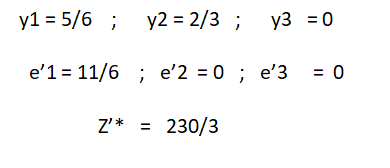 y1 = 5/6 ; y2 = 2/3 ; y3 = 0
e’1 = 11/6 ; e’2 = 0 ; e’3 = 0
Z’* = 230/3